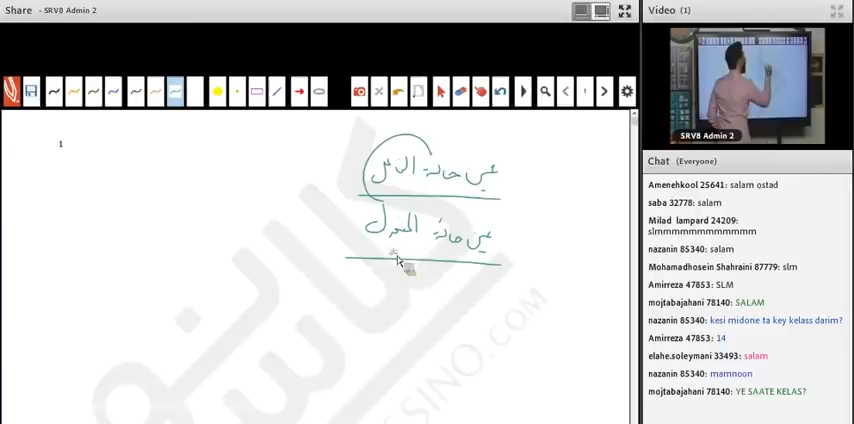 Share - SRV8 Admin 2
1
عين حالة الفاعل
عين حالة المفعول
Video (1)
SRV8 Admin 2
Chat (Everyone)
Amenehkool 25641: salam ostad
saba 32778: salam
Milad lampard 24209:
slmmmmmmmmmmmm
nazanin 85340: salam
Mohamadhosein Shahraini 87779: slm
Amirreza 47853: SLM
mojtabajahani 78140: SALAM
nazanin 85340: kesi midone ta key kelass darim?
Amirreza 47853: 14
elahe.soleymani 33493: salam
nazanin 85340: mamnoon
mojtabajahani 78140: YE SAATE KELAS?